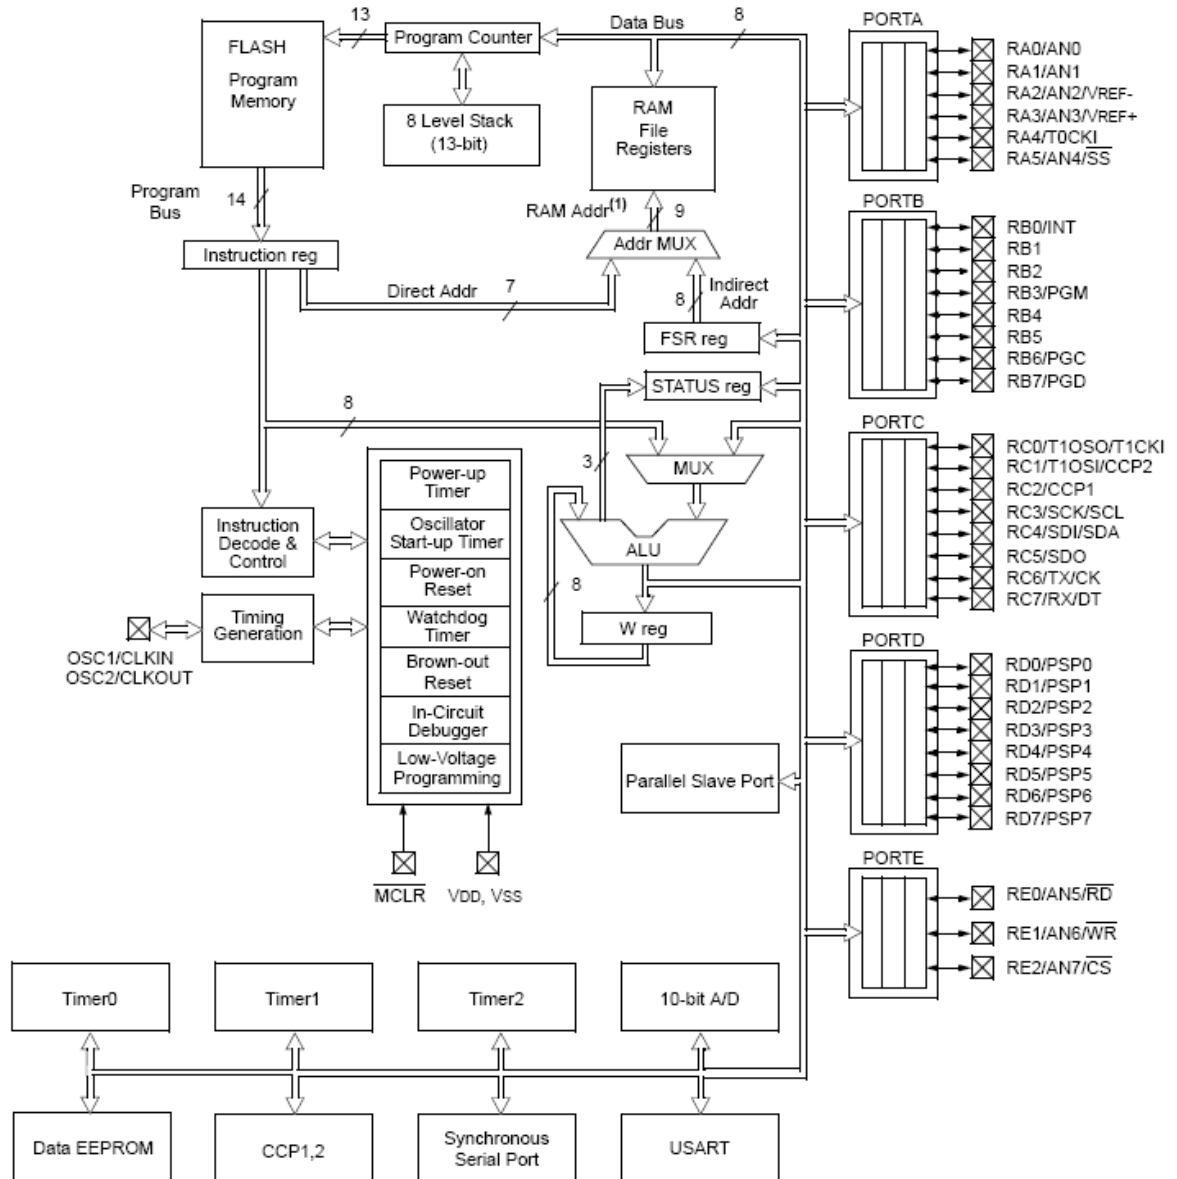 13
Data Bus
8
PORTA
FLASH
Program
Memory
Program Counter
RA0/AN0
RA1/AN1
RA2/AN2/VREF-
RA3/AN3/VREF+
RA4/T0CKI
RA5/AN4/SS
8 Level Stack
(13-bit)
RAM
File
Registers
Program
Bus
14
RAM Addr(1)
9
PORTB
RB0/INT
RB1
RB2
RB3/PGM
RB4
RB5
RB6/PGC
RB7/PGD
Instruction reg
Addr MUX
Direct Addr
7
8
Indirect
Addr
FSR reg
STATUS reg
8
PORTC
RC0/T1OSO/T1CKI
RC1/T1OSI/CCP2
RC2/CCP1
RC3/SCK/SCL
RC4/SDI/SDA
RC5/SDO
RC6/TX/CK
RC7/RX/DT
3
MUX
Power-up
Timer
Oscillator
Start-up Timer
Power-on
Reset
Watchdog
Timer
Brown-out
Reset
In-Circuit
Debugger
Low-Voltage
Programming
Instruction
Decode &
Control
ALU
8
W reg
Timing
Generation
OSC1/CLKIN
OSC2/CLKOUT
PORTD
RD0/PSP0
RD1/PSP1
RD2/PSP2
RD3/PSP3
RD4/PSP4
RD5/PSP5
RD6/PSP6
RD7/PSP7
Parallel Slave Port
MCLR
VDD, VSS
PORTE
RE0/AN5/RD
RE1/AN6/WR
RE2/AN7/CS
Timer0
Timer1
Timer2
10-bit A/D
Data EEPROM
CCP1,2
Synchronous
Serial Port
USART